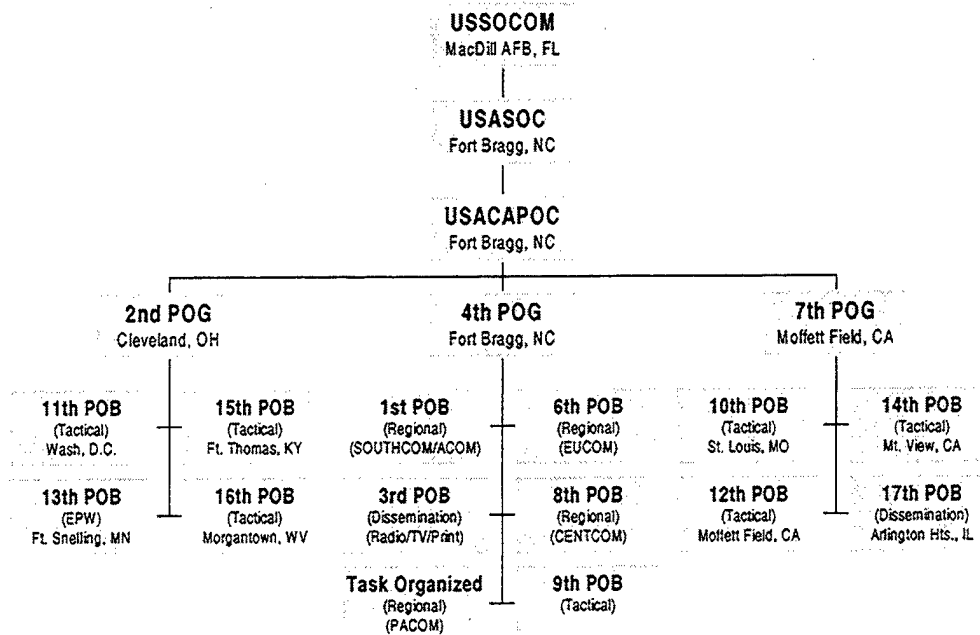 USSOCOM
MacDill AFB, FL
USASOC
Fort Bragg, NC
USACAPOC
Fort Bragg, NC
2nd POG
Cleveland, OH
4th POG
Fort Bragg, NC
7th POG
Moffett Field, CA
11th POB
(Tactical)
Wash, D.C.
15th POB
(Tactical)
Ft. Thomas, KY
1st POB
(Regional)
(SOUTHCOM/ACOM)
6th POB
(Regional)
(EUCOM)
10th POB
(Tactical)
St. Louis, MO
14th POB
(Tactical)
Mt. View, CA
13th POB
(EPW)
Ft. Snelling, MN
16th POB
(Tactical)
Morgantown, WV
3rd POB
(Dissemination)
(Radio/TV/Print)
8th POB
(Regional)
(CENTCOM)
12th POB
(Tactical)
Moffett Field, CA
17th POB
(Dissemination)
Arlington Hts., IL
Task Organized
(Regional)
(PACOM)
9th POB
(Tactical)